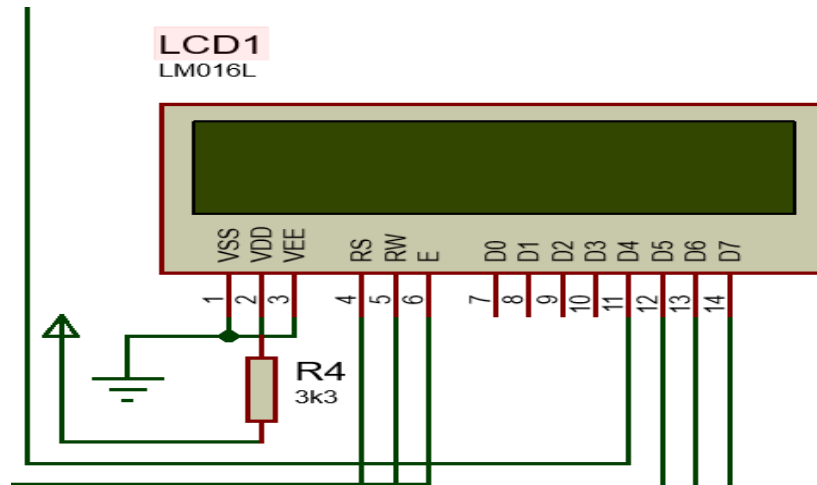 LCD1
LM016L
VSS VDD VEE RS RW E D0 D1 D2 D3 D4 D5 D6 D7
1 2 3 4 5 6 7 8 9 10 11 12 13 14
R4
3k3